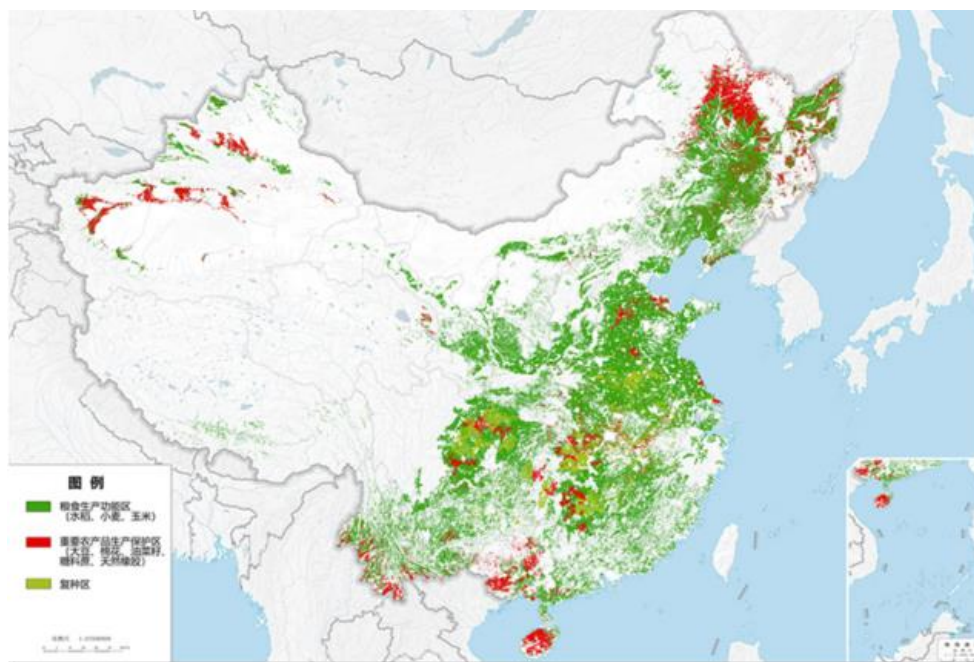 图 例
粮食生产功能区
（水稻、小麦、玉米）
重要农产品生产保护区
（大豆、棉花、油菜籽、
糖料蔗、天然橡胶）
复种区